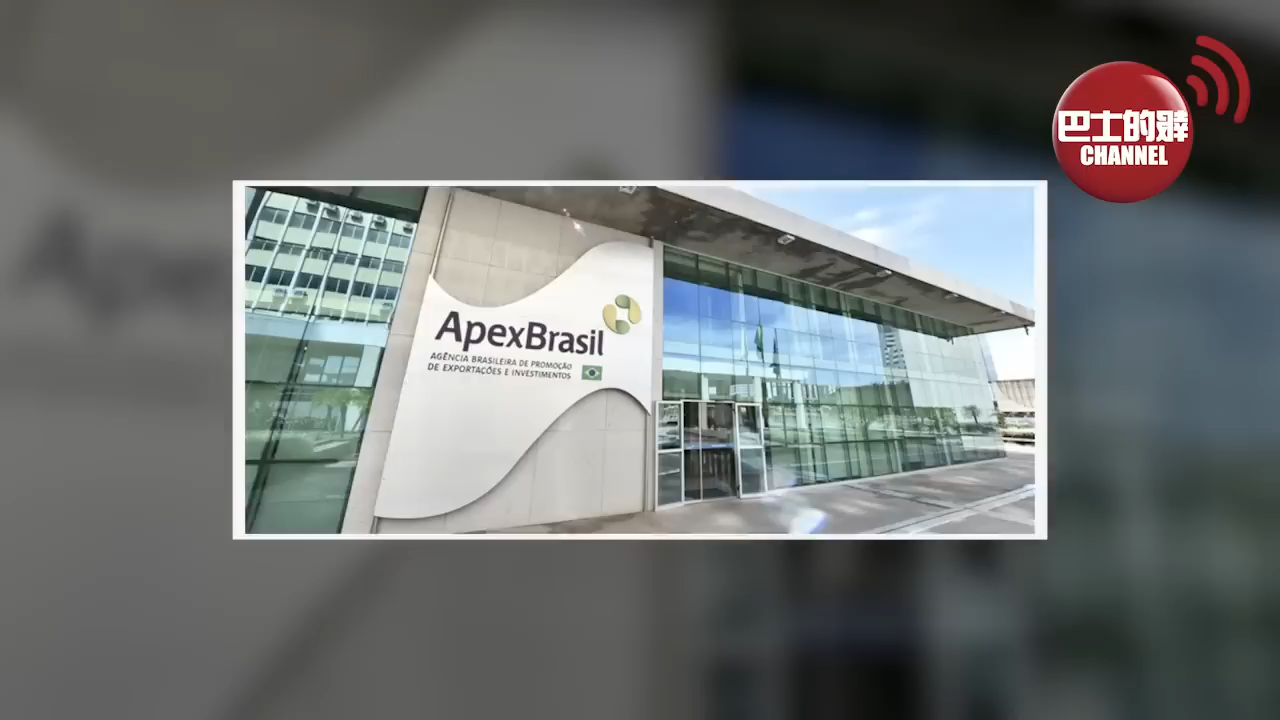 巴士的報
CHANNEL
ApexBrasil
AGÊNCIA BRASILEIRA DE PROMOÇÃO
DE EXPORTAÇÕES E INVESTIMENTOS